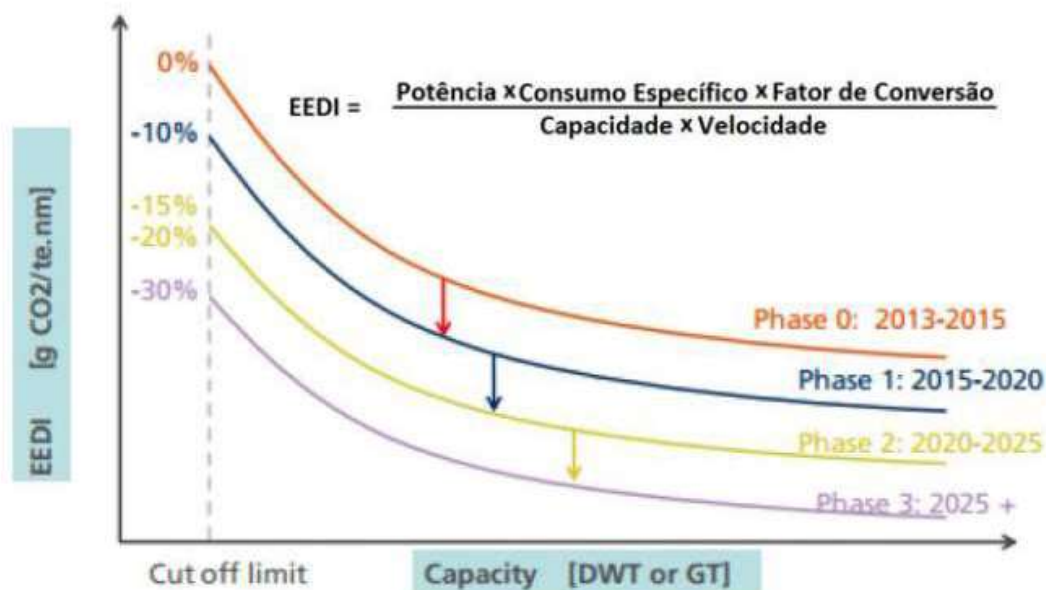 0%
EEDI = Potência x Consumo Específico x Fator de Conversão
Capacidade x Velocidade
-10%
-15%
-20%
-30%
EEDI [g CO2/te.nm]
Phase 0: 2013-2015
Phase 1: 2015-2020
Phase 2: 2020-2025
Phase 3: 2025 +
Cut off limit
Capacity [DWT or GT]